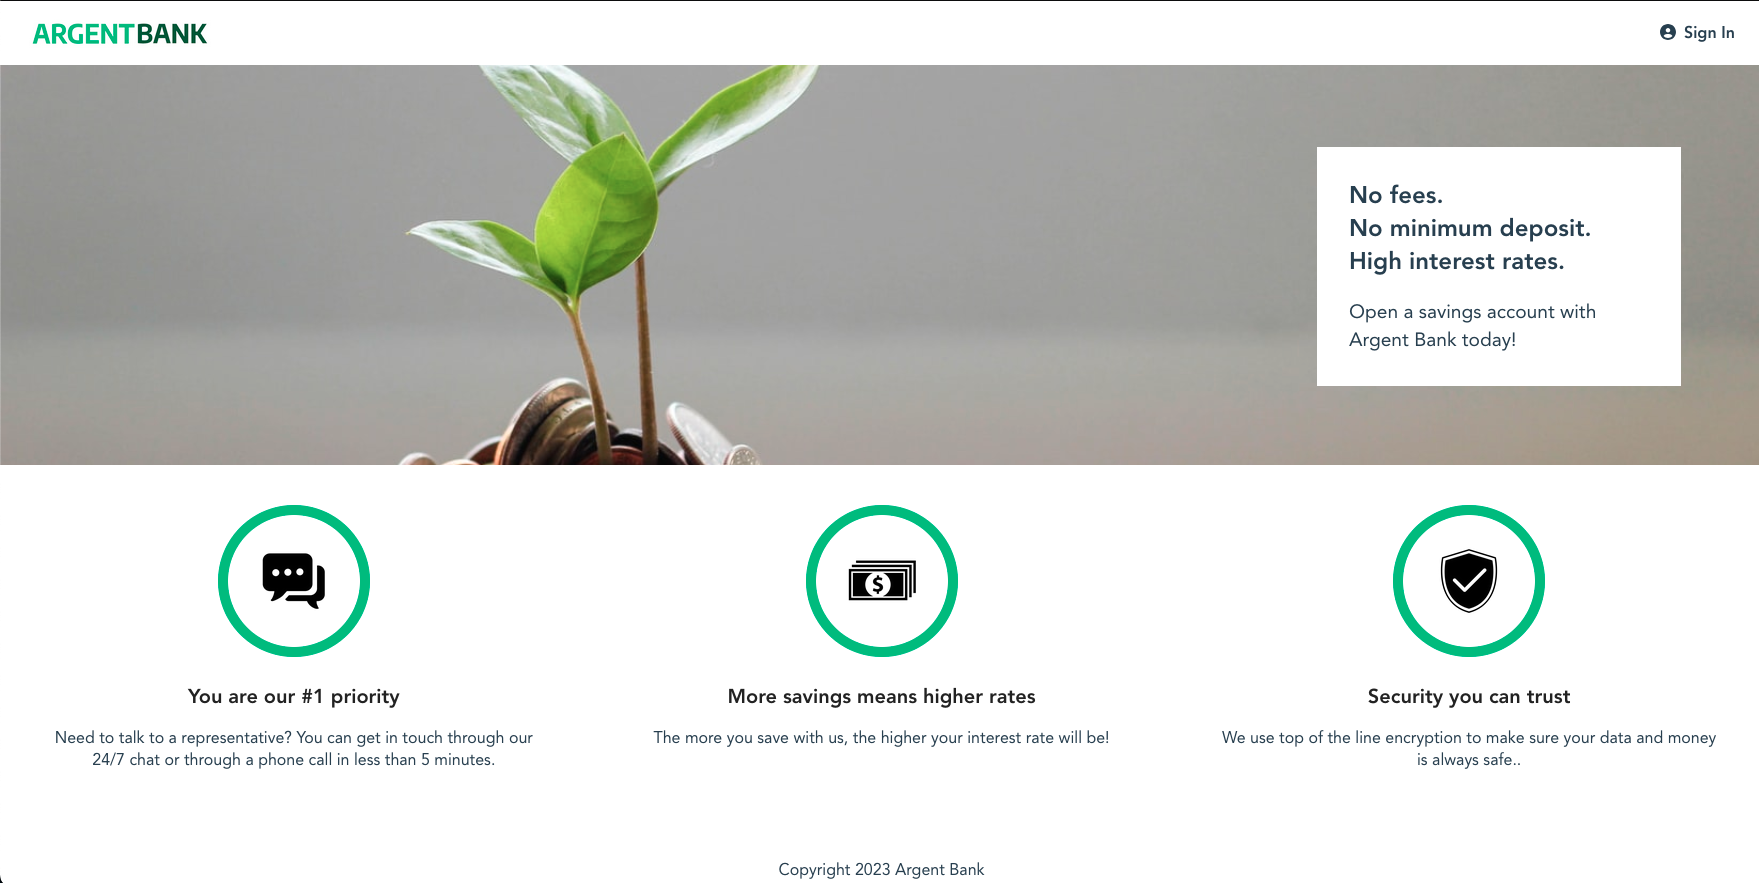 ARGENTBANK
Sign In
No fees.
No minimum deposit.
High interest rates.
Open a savings account with
Argent Bank today!
You are our #1 priority
Need to talk to a representative? You can get in touch through our
24/7 chat or through a phone call in less than 5 minutes.
More savings means higher rates
The more you save with us, the higher your interest rate will be!
Security you can trust
We use top of the line encryption to make sure your data and money
is always safe..
Copyright 2023 Argent Bank